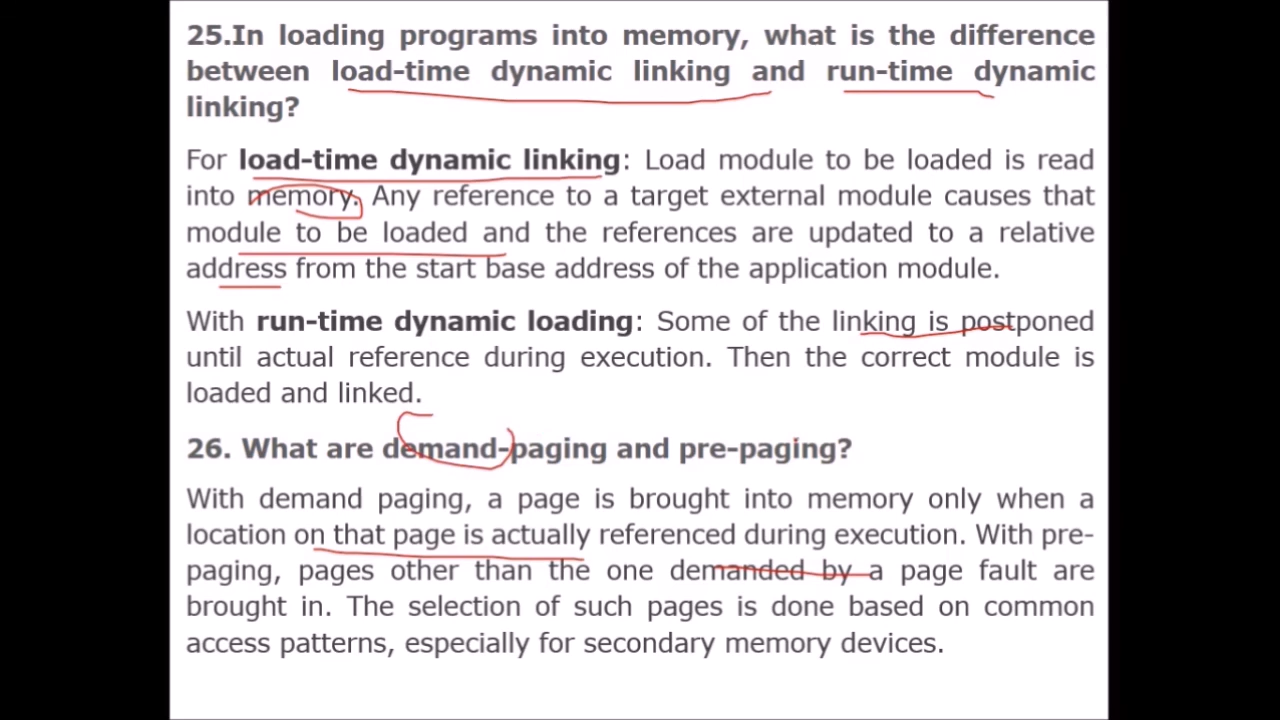 25.In loading programs into memory, what is the difference
between load-time dynamic linking and run-time dynamic
linking?
For load-time dynamic linking: Load module to be loaded is read
into memory. Any reference to a target external module causes that
module to be loaded and the references are updated to a relative
address from the start base address of the application module.
With run-time dynamic loading: Some of the linking is postponed
until actual reference during execution. Then the correct module is
loaded and linked.
26. What are demand-paging and pre-paging?
With demand paging, a page is brought into memory only when a
location on that page is actually referenced during execution. With pre-
paging, pages other than the one demanded by a page fault are
brought in. The selection of such pages is done based on common
access patterns, especially for secondary memory devices.